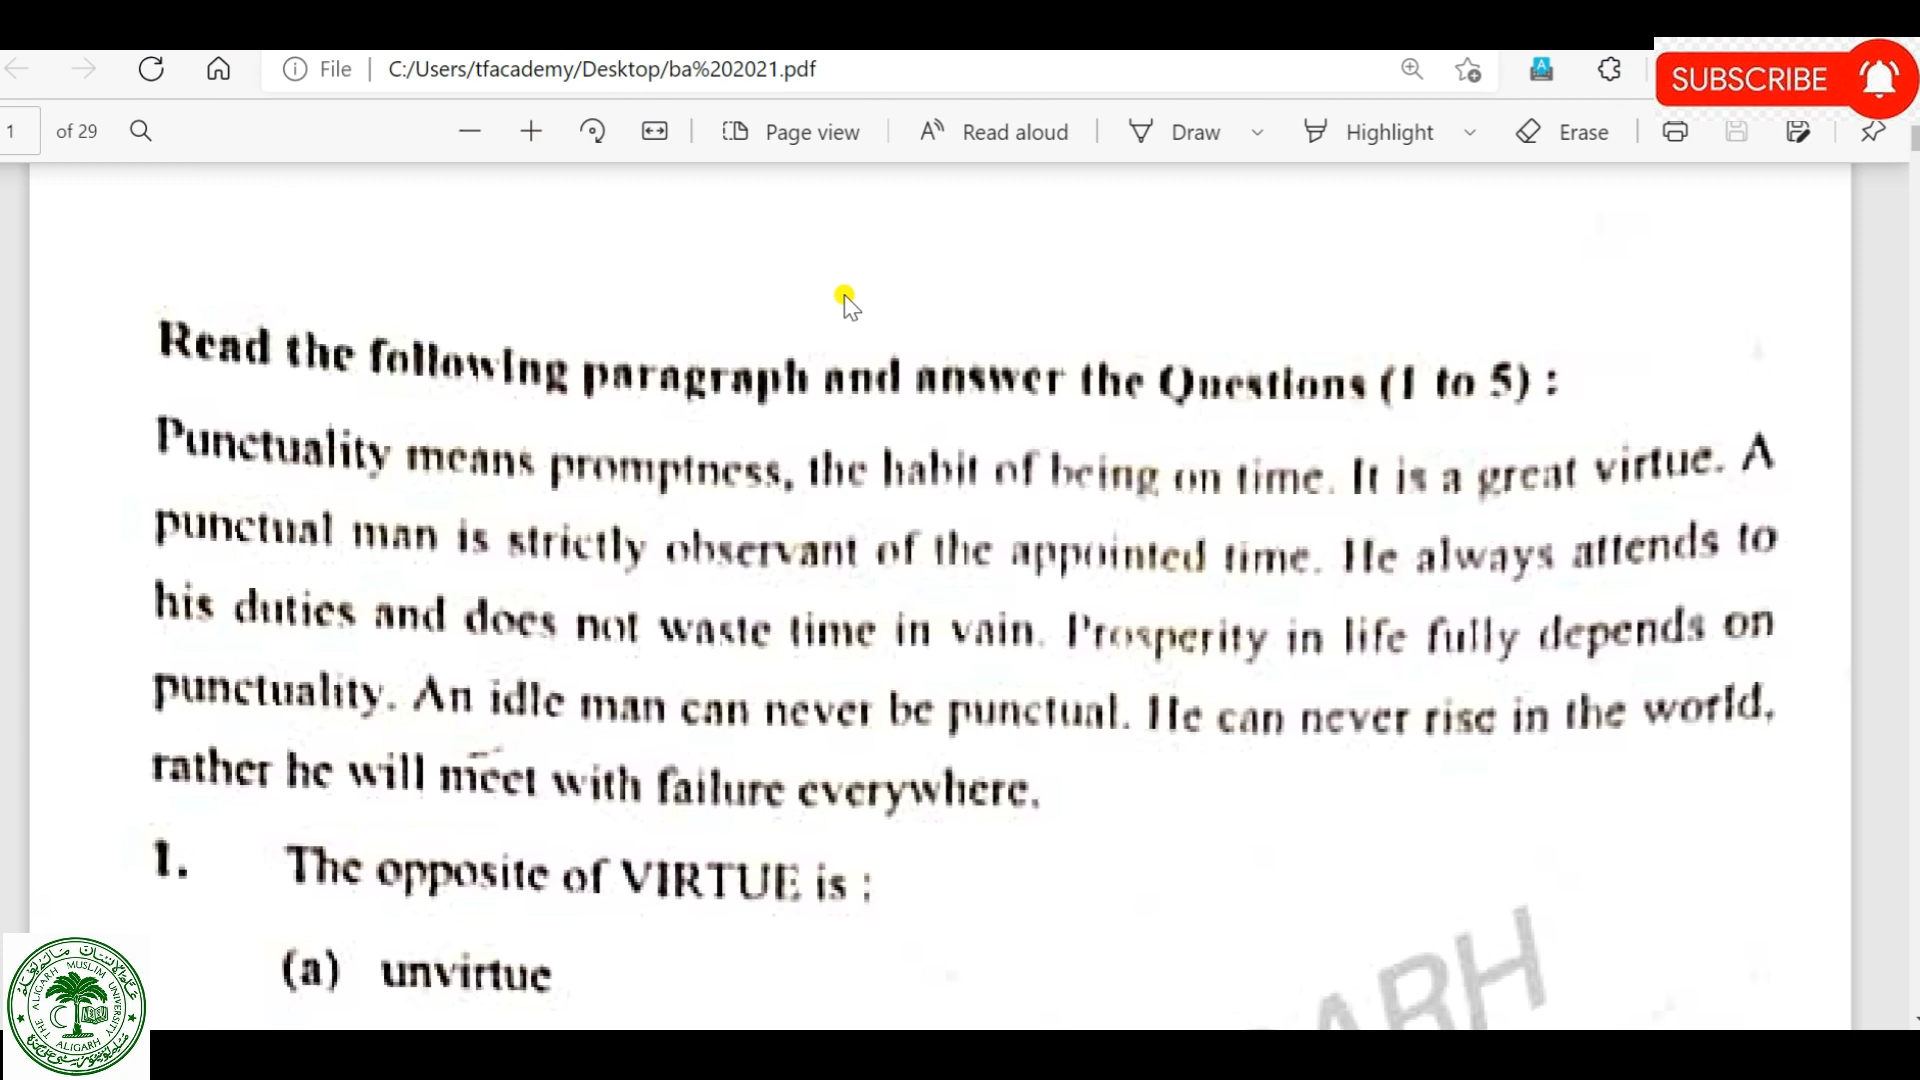 File | C:/Users/tfacademy/Desktop/ba%202021.pdf
SUBSCRIBE
1 of 29 Page view Read aloud Draw Highlight Erase
Read the following paragraph and answer the Questions (1 to 5) :
Punctuality means promptness, the habit of being on time. It is a great virtue. A
punctual man is strictly observant of the appointed time. He always attends to
his duties and does not waste time in vain. Prosperity in life fully depends on
punctuality. An idle man can never be punctual. He can never rise in the world,
rather he will meet with failure everywhere.
1. The opposite of VIRTUE is :
(a) unvirtue
THE ALIGARH MUSLIM UNIVERSITY
ALIGARH